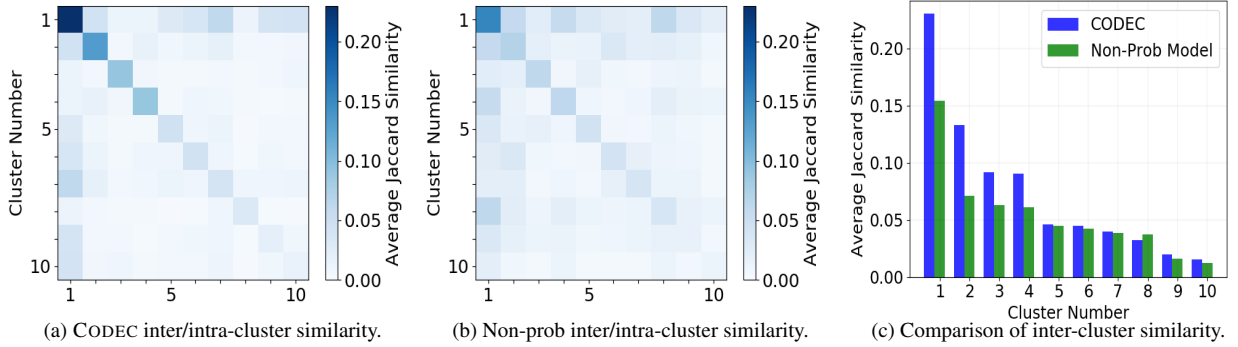 1
5
10
Cluster Number
1
5
10
0.20
0.15
0.10
0.05
0.00
Average Jaccard Similarity
(a) CODEC inter/intra-cluster similarity.
1
5
10
Cluster Number
1
5
10
0.20
0.15
0.10
0.05
0.00
Average Jaccard Similarity
(b) Non-prob inter/intra-cluster similarity.
CODEC
Non-Prob Model
0.20
0.15
0.10
0.05
0.00
Average Jaccard Similarity
1 2 3 4 5 6 7 8 9 10
Cluster Number
(c) Comparison of inter-cluster similarity.